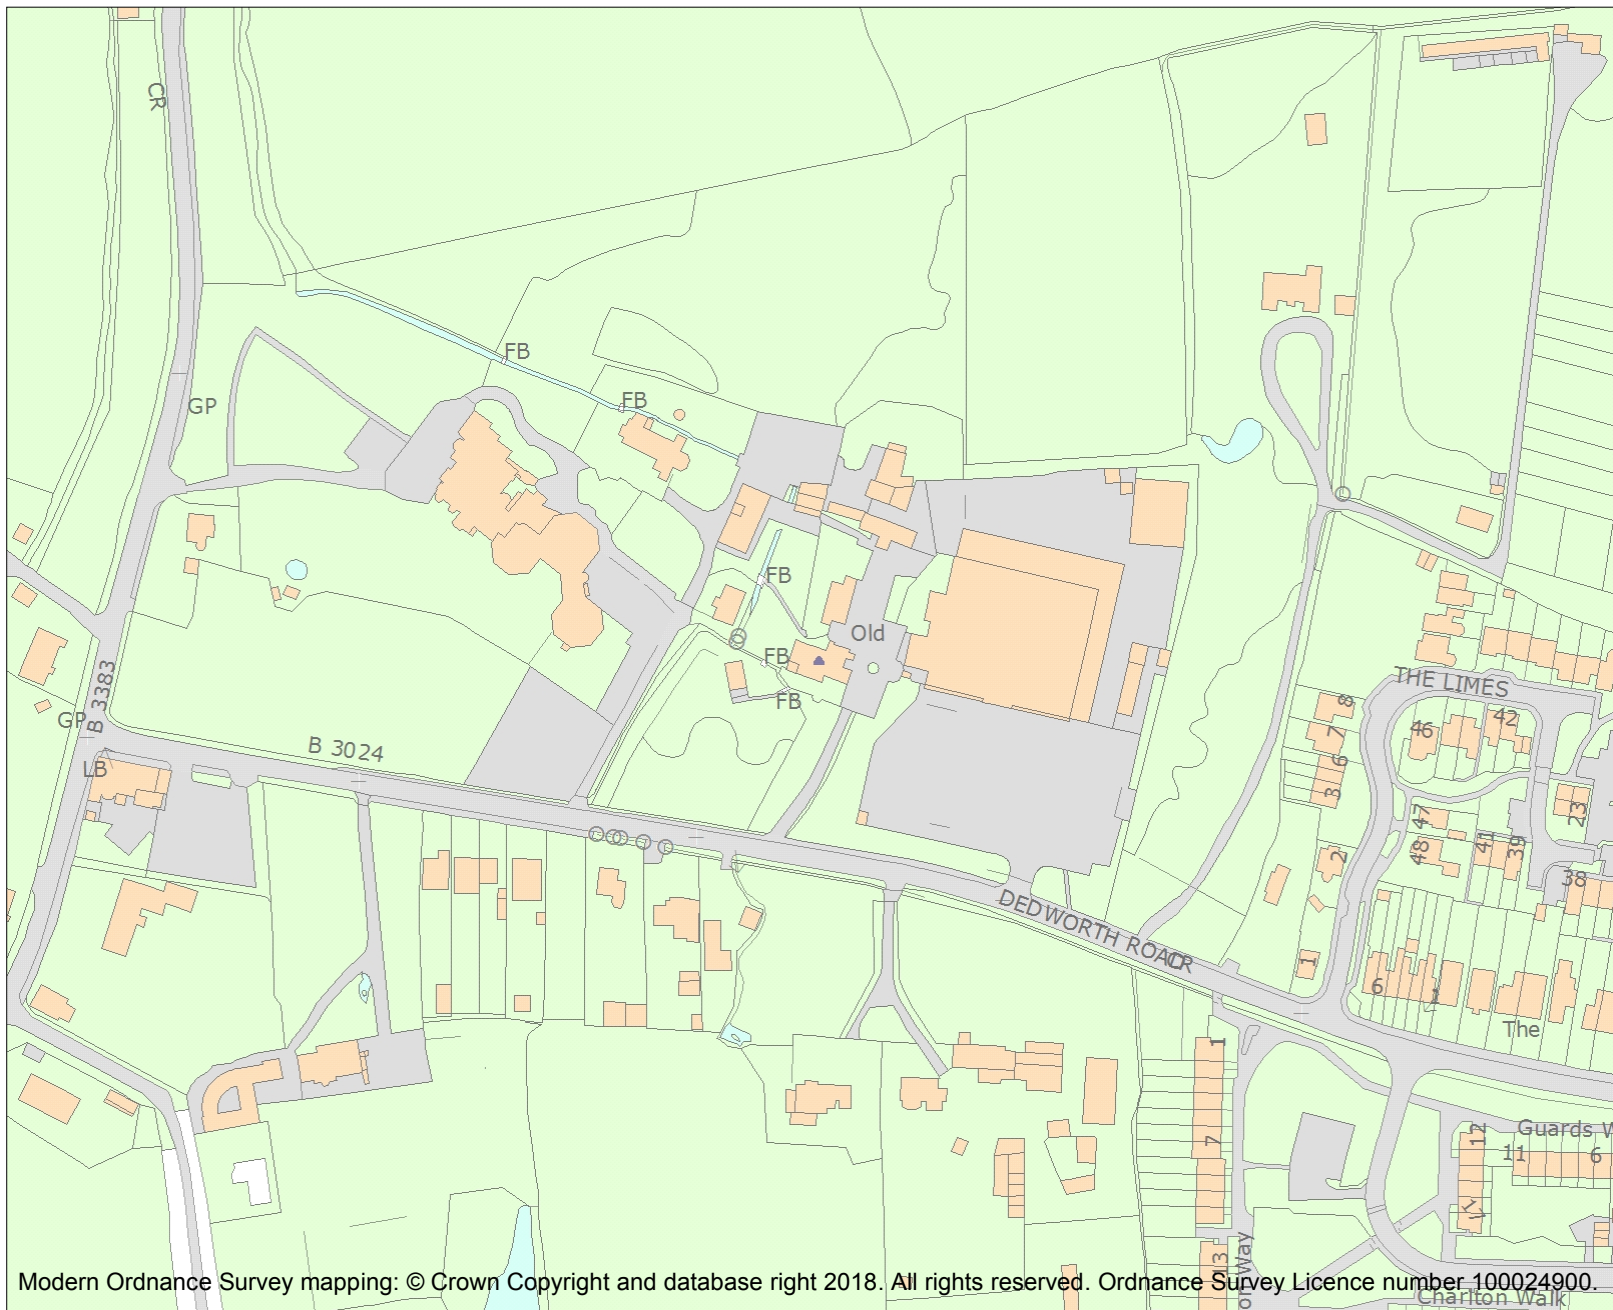 CR
FB
GP
FB
FB
Old
FB
FB
THE LIMES
8
7
6
3
46
42
B 3383
GP
B 3024
LB
47
48
41
39
23
2
38
DEDWORTH ROAD
CR
1
6
1
The
1
7
12
Guards W
11
6
13
Charlton Walk
Modern Ordnance Survey mapping: © Crown Copyright and database right 2018. All rights reserved. Ordnance Survey Licence number 100024900.